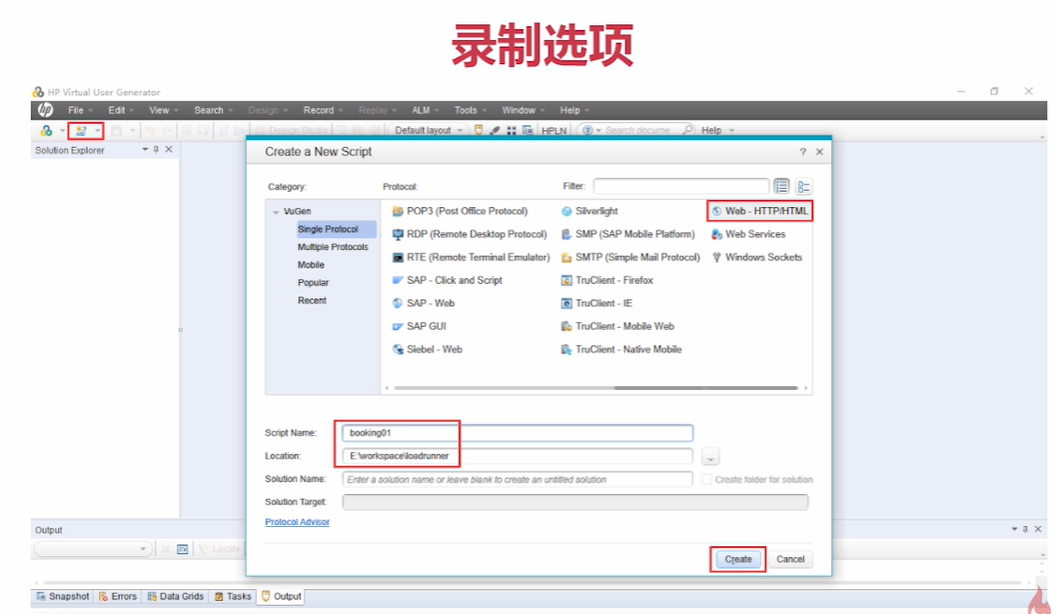 录制选项
HP Virtual User Generator
hp File Edit View Search Design Record Replay ALM Tools Window Help
Design Studio Default layout HPLN Search docume Help
Solution Explorer
Create a New Script
Category: Protocol: Filter:
VuGen POP3 (Post Office Protocol) Silverlight Web - HTTP/HTML
Single Protocol RDP (Remote Desktop Protocol) SMP (SAP Mobile Platform) Web Services
Multiple Protocols RTE (Remote Terminal Emulator) SMTP (Simple Mail Protocol) Windows Sockets
Mobile SAP - Click and Script TruClient - Firefox
Popular
Recent SAP - Web TruClient - IE
SAP GUI TruClient - Mobile Web
Siebel - Web TruClient - Native Mobile
Script Name: booking01
Location: E:\workspace\loadrunner
Solution Name: Enter a solution name or leave blank to create an untitled solution Create folder for solution
Solution Target:
Protocol Advisor
Output
Locate
Create Cancel
Snapshot Errors Data Grids Tasks Output